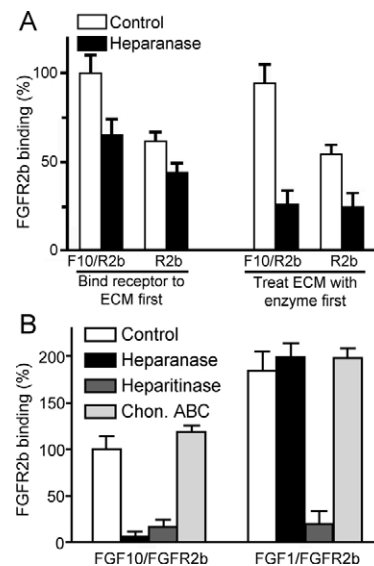 A
Control
Heparanase
FGFR2b binding (%)
100
50
0
F10/R2b R2b F10/R2b R2b
Bind receptor to ECM first
Treat ECM with enzyme first
B
Control
Heparanase
Heparitinase
Chon. ABC
FGFR2b binding (%)
200
150
100
50
0
FGF10/FGFR2b FGF1/FGFR2b